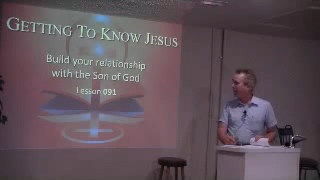 GETTING TO KNOW JESUS
Build your relationship
with the Son of God
Lesson 091